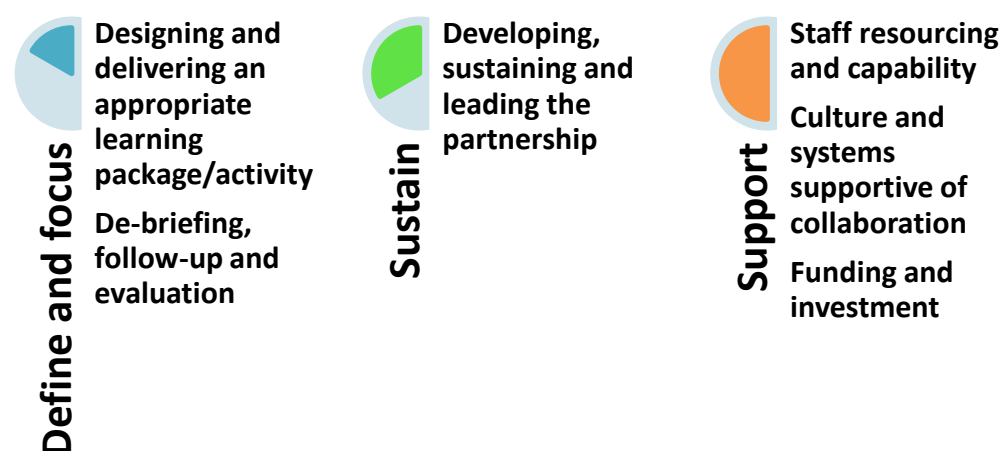 Define and focus
Designing and
delivering an
appropriate
learning
package/activity
De-briefing,
follow-up and
evaluation
Sustain
Developing,
sustaining and
leading the
partnership
Support
Staff resourcing
and capability
Culture and
systems
supportive of
collaboration
Funding and
investment